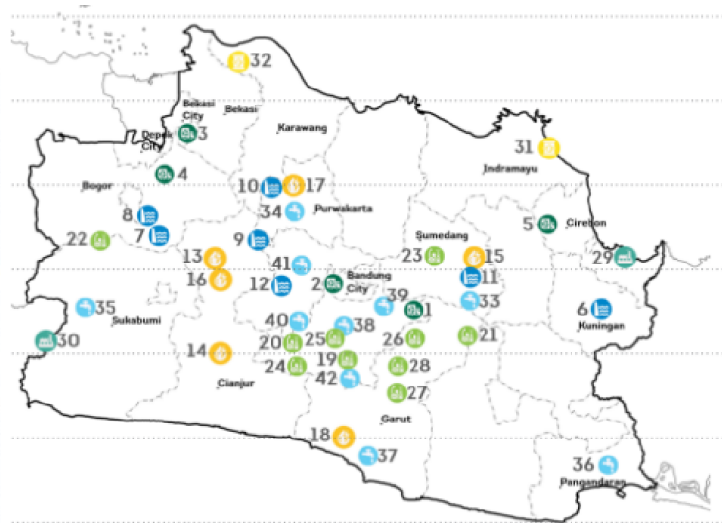 32
Bekasi
City
Bekasi
3
Depok
City
Karawang
31
Indramayu
4
Bogor
10
17
34
Purwakarta
8
7
5
Cirebon
22
9
Sumedang
23
15
29
13
41
16
12
2
Bandung
City
11
39
33
35
Sukabumi
1
6
Kuningan
40
38
30
20
25
26
21
14
24
19
28
42
Cianjur
27
Garut
18
37
36
Pangandaran